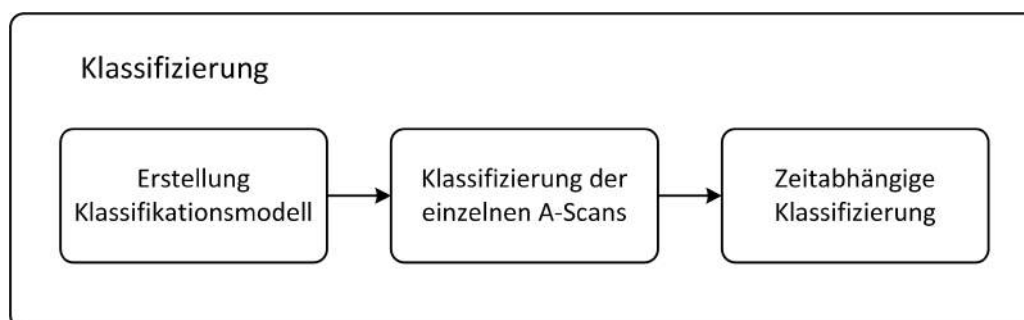 Klassifizierung
Erstellung
Klassifikationsmodell
Klassifizierung der
einzelnen A-Scans
Zeitabhängige
Klassifizierung